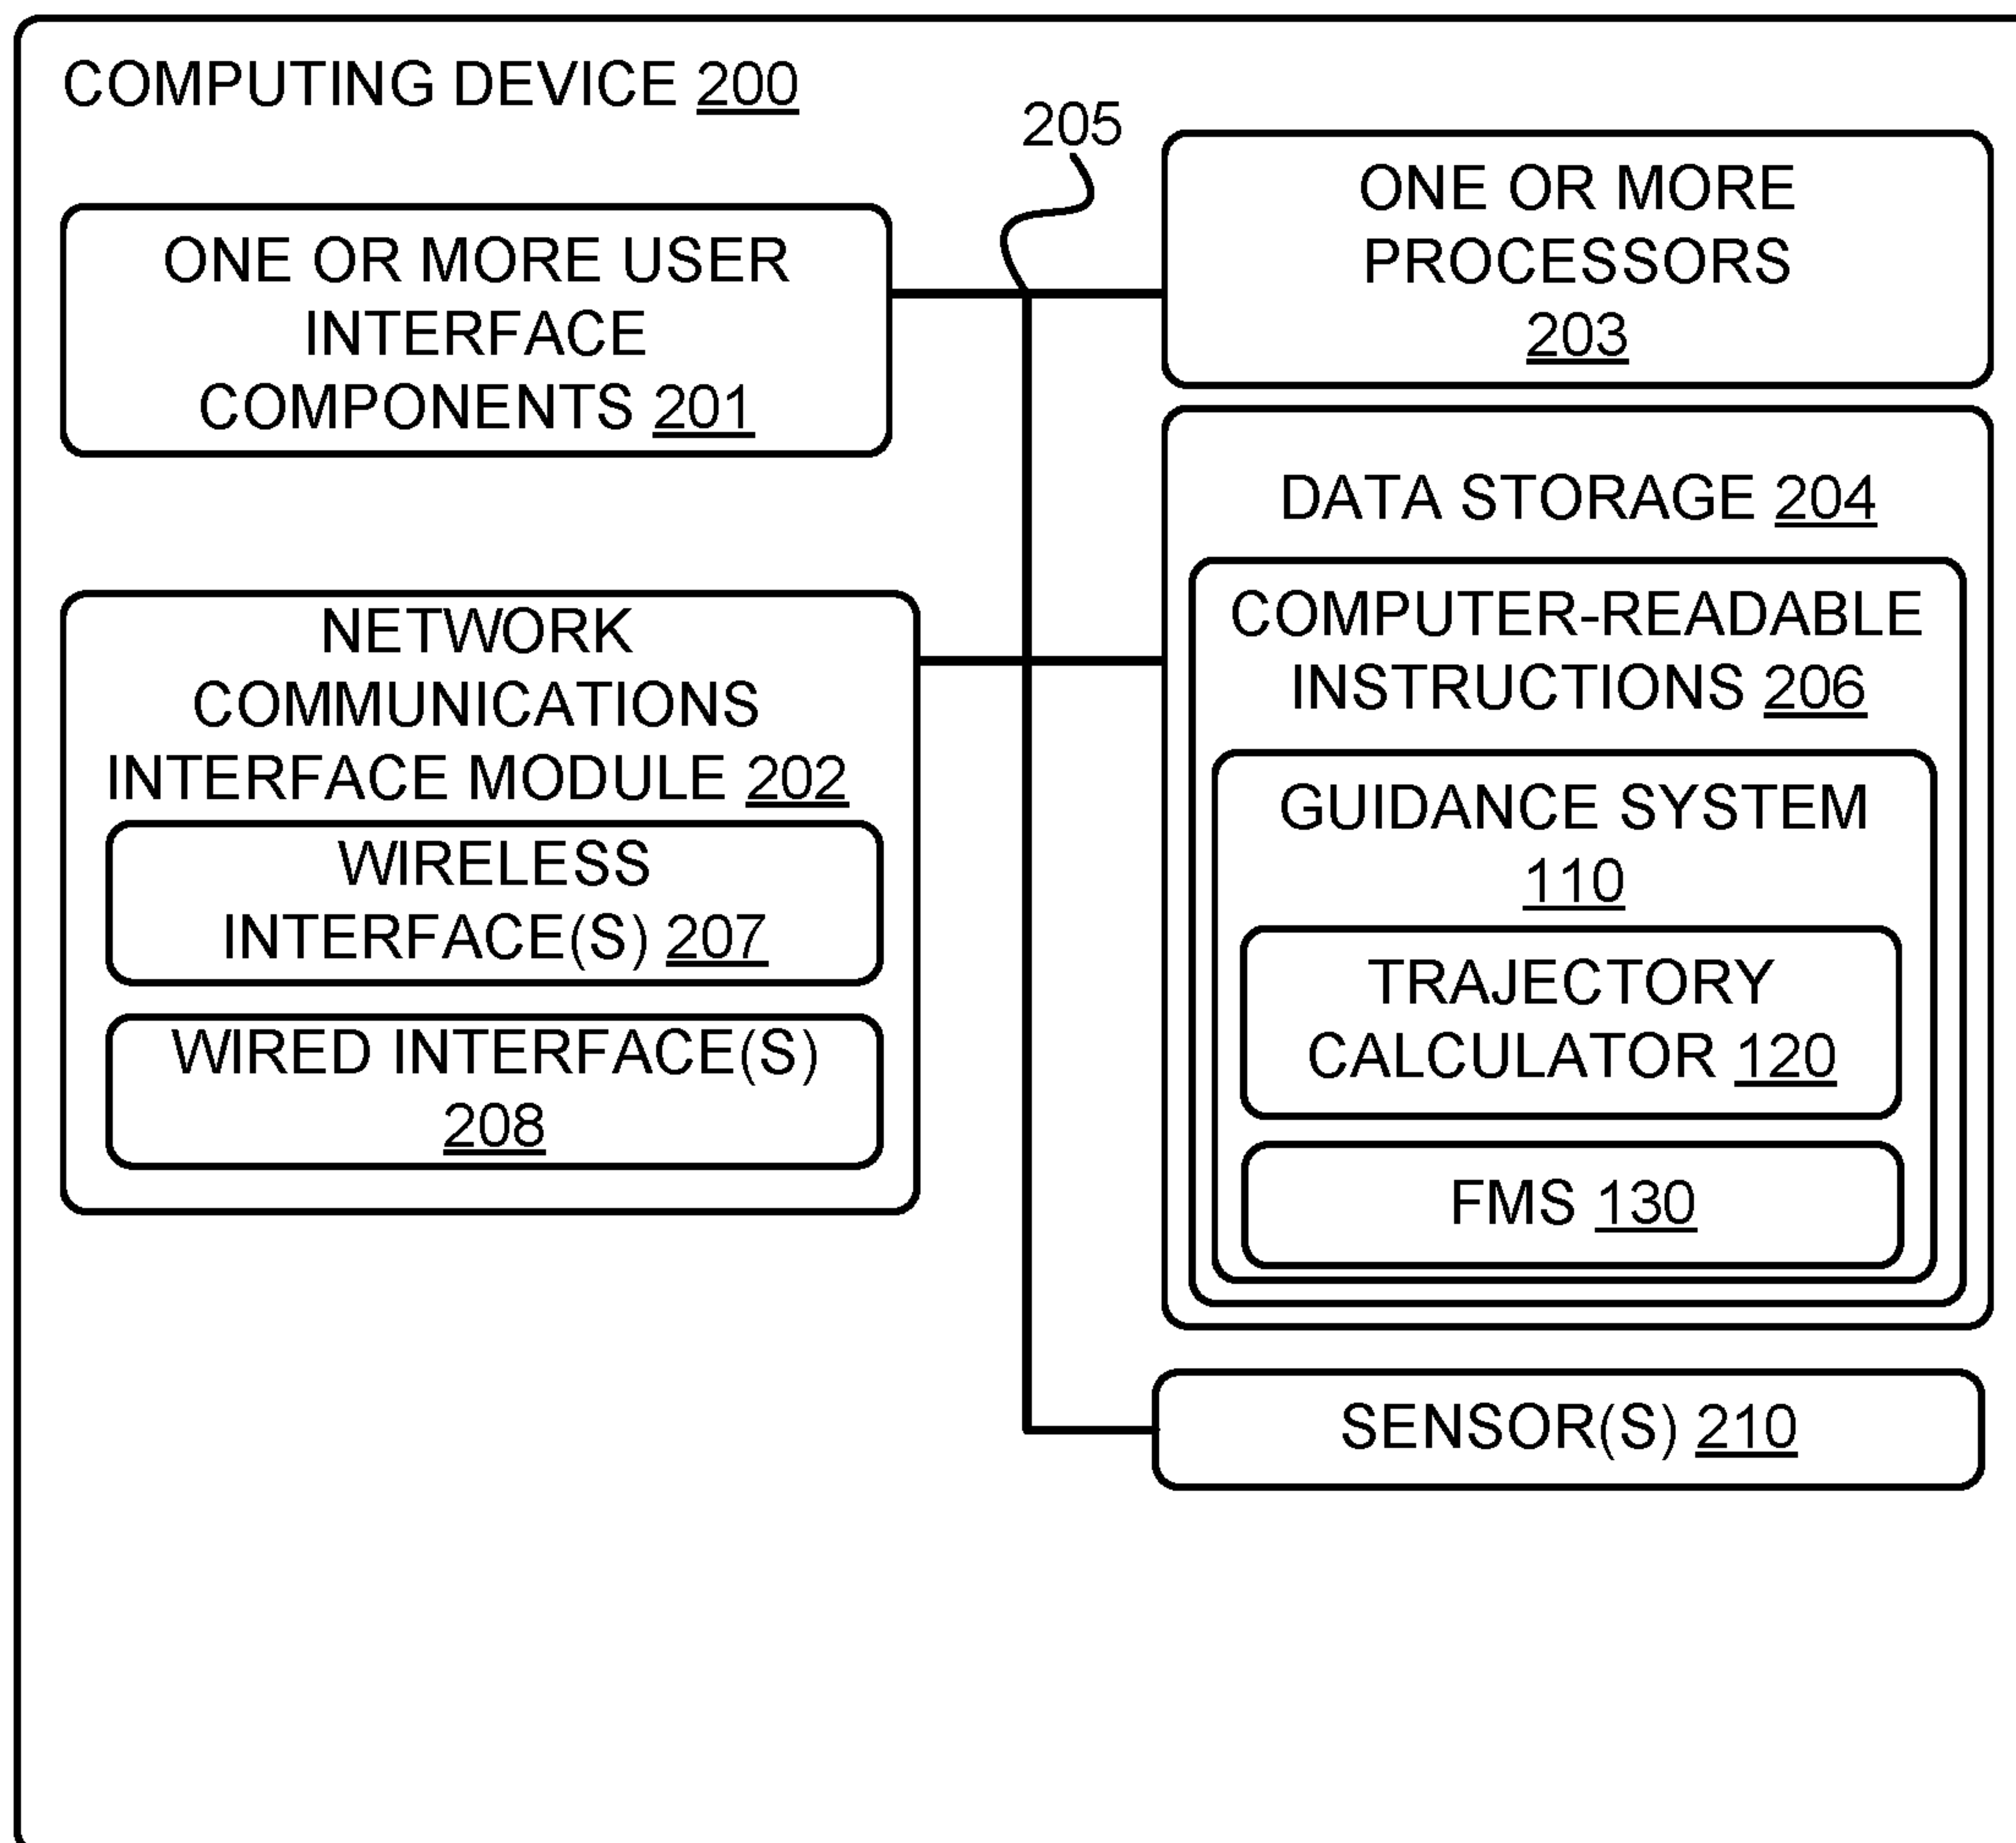 COMPUTING DEVICE 200
205
ONE OR MORE USER
INTERFACE
COMPONENTS 201
ONE OR MORE
PROCESSORS
203
NETWORK
COMMUNICATIONS
INTERFACE MODULE 202
WIRELESS
INTERFACE(S) 207
WIRED INTERFACE(S)
208
DATA STORAGE 204
COMPUTER-READABLE
INSTRUCTIONS 206
GUIDANCE SYSTEM
110
TRAJECTORY
CALCULATOR 120
FMS 130
SENSOR(S) 210